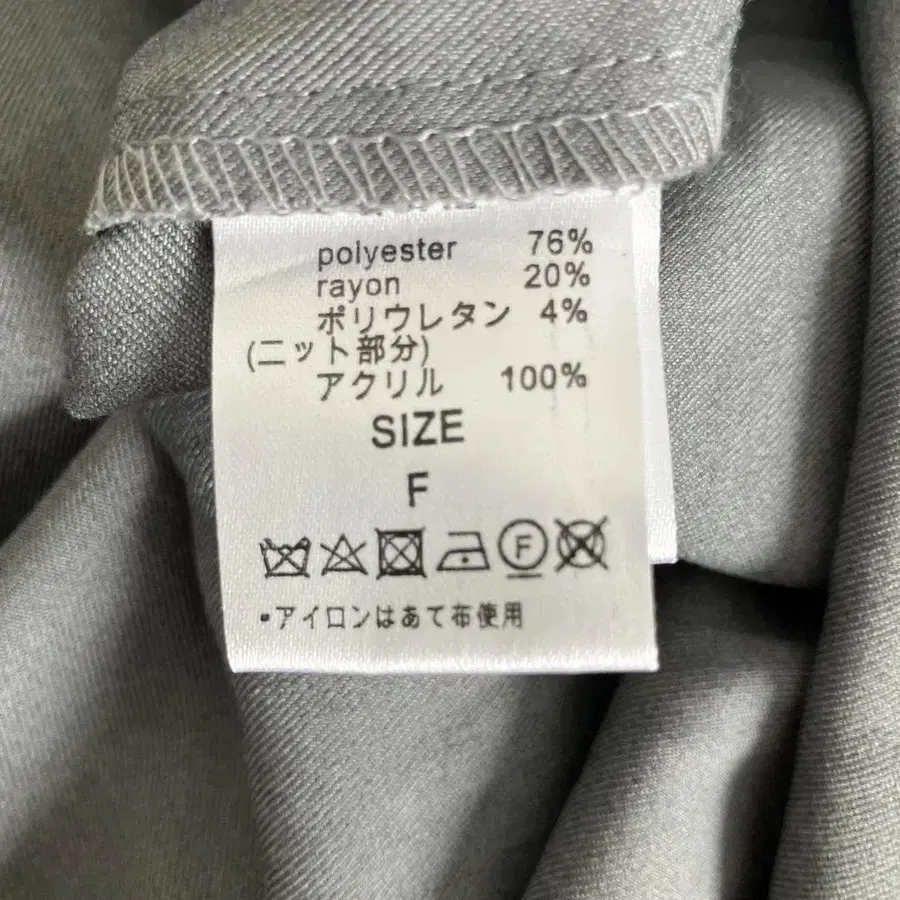 polyester 76%
rayon 20%
ポリウレタン 4%
(ニット部分)
アクリル 100%
SIZE
F
F
•アイロンはあて布使用